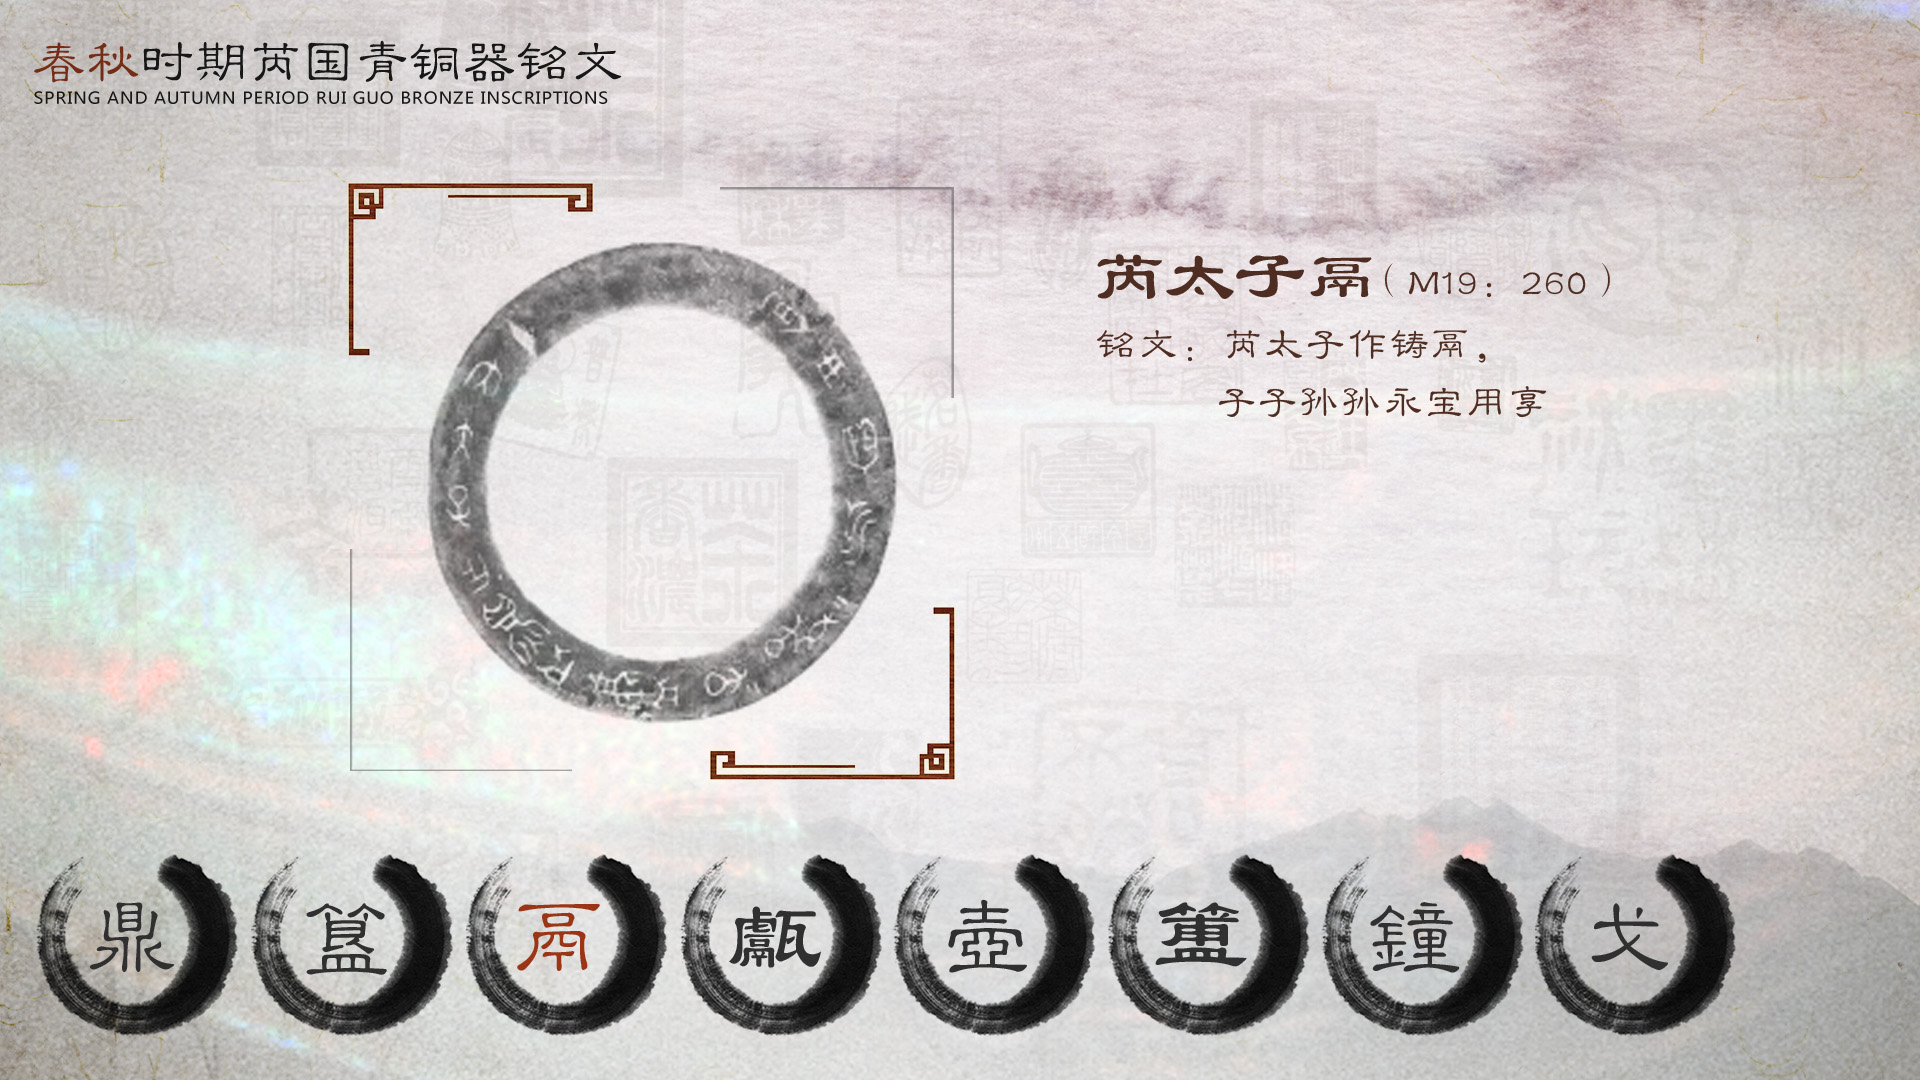 春秋时期芮国青铜器铭文
SPRING AND AUTUMN PERIOD RUI GUO BRONZE INSCRIPTIONS
芮太子鬲（M19：260）
铭文：芮太子作铸鬲，
子子孙孙永宝用享
鼎 簋 鬲 甗 壺 簠 鐘 戈